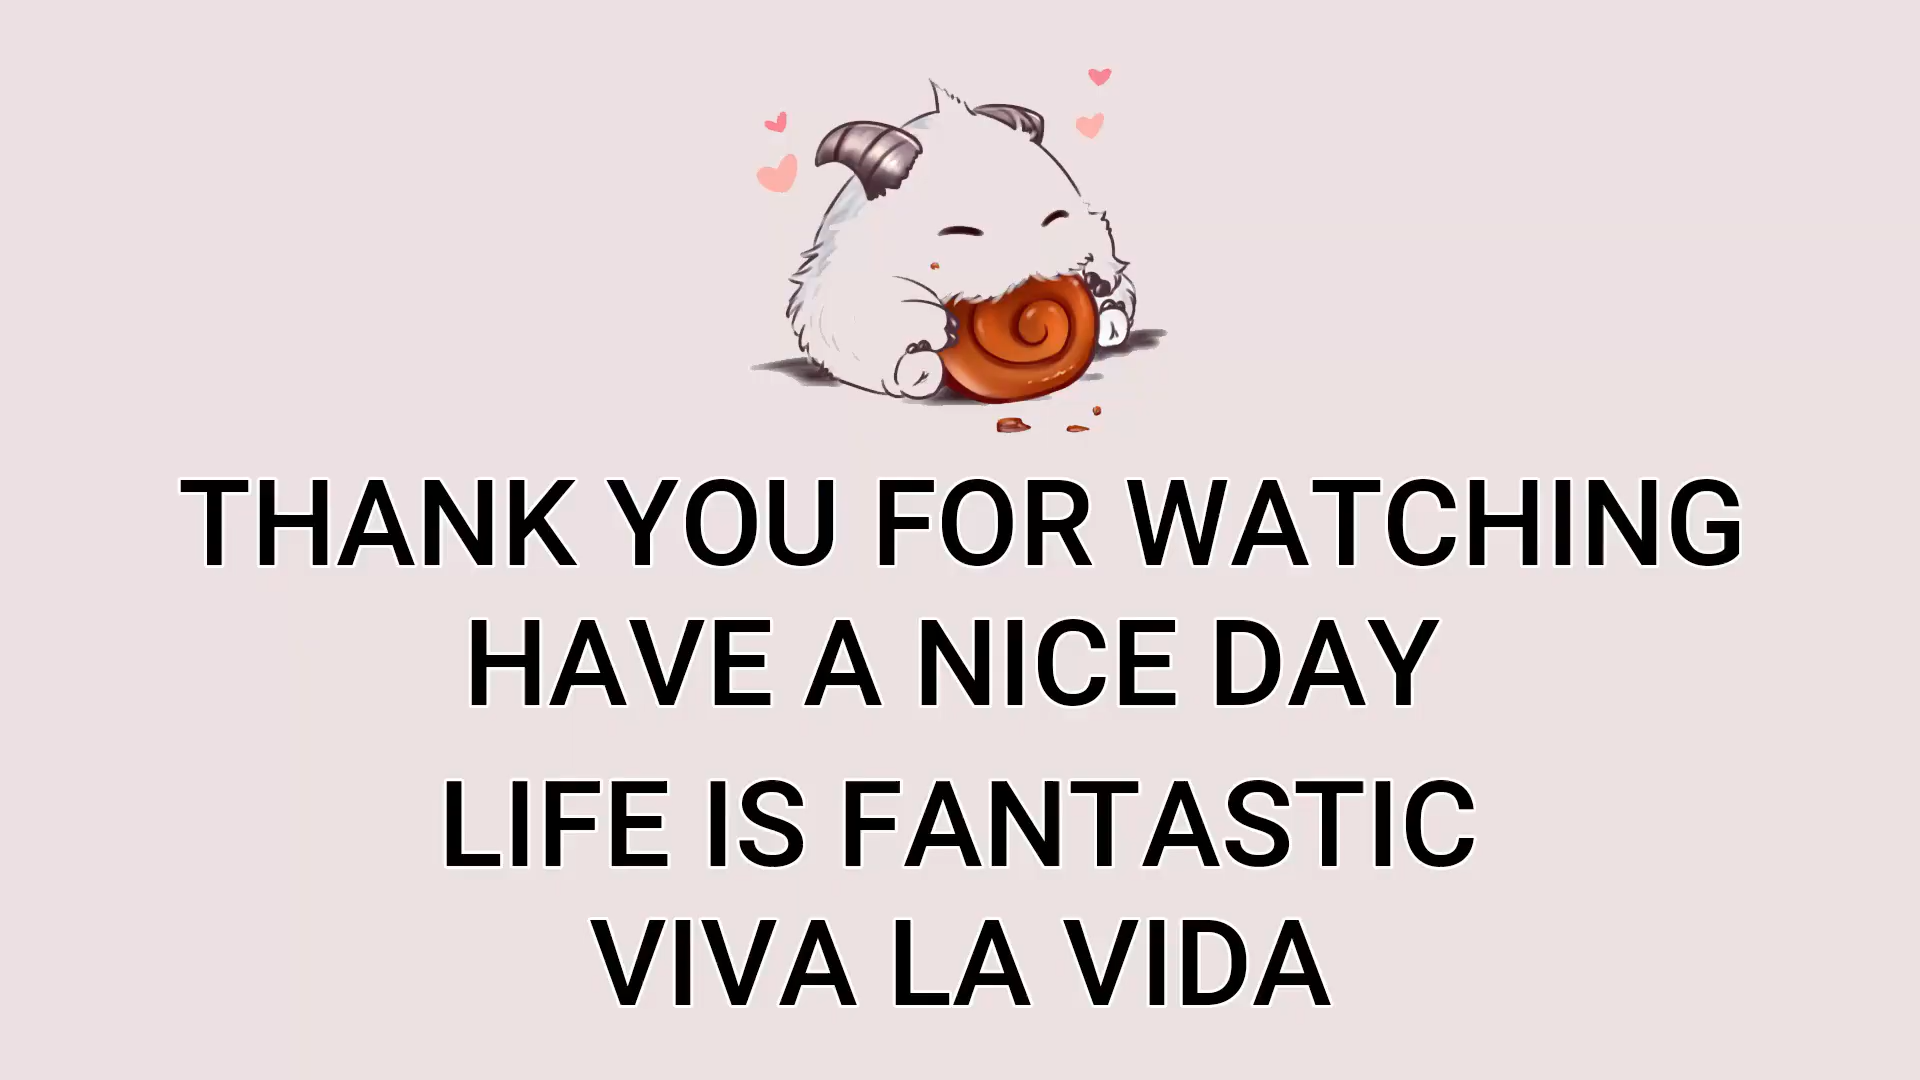 THANK YOU FOR WATCHING
HAVE A NICE DAY
LIFE IS FANTASTIC
VIVA LA VIDA